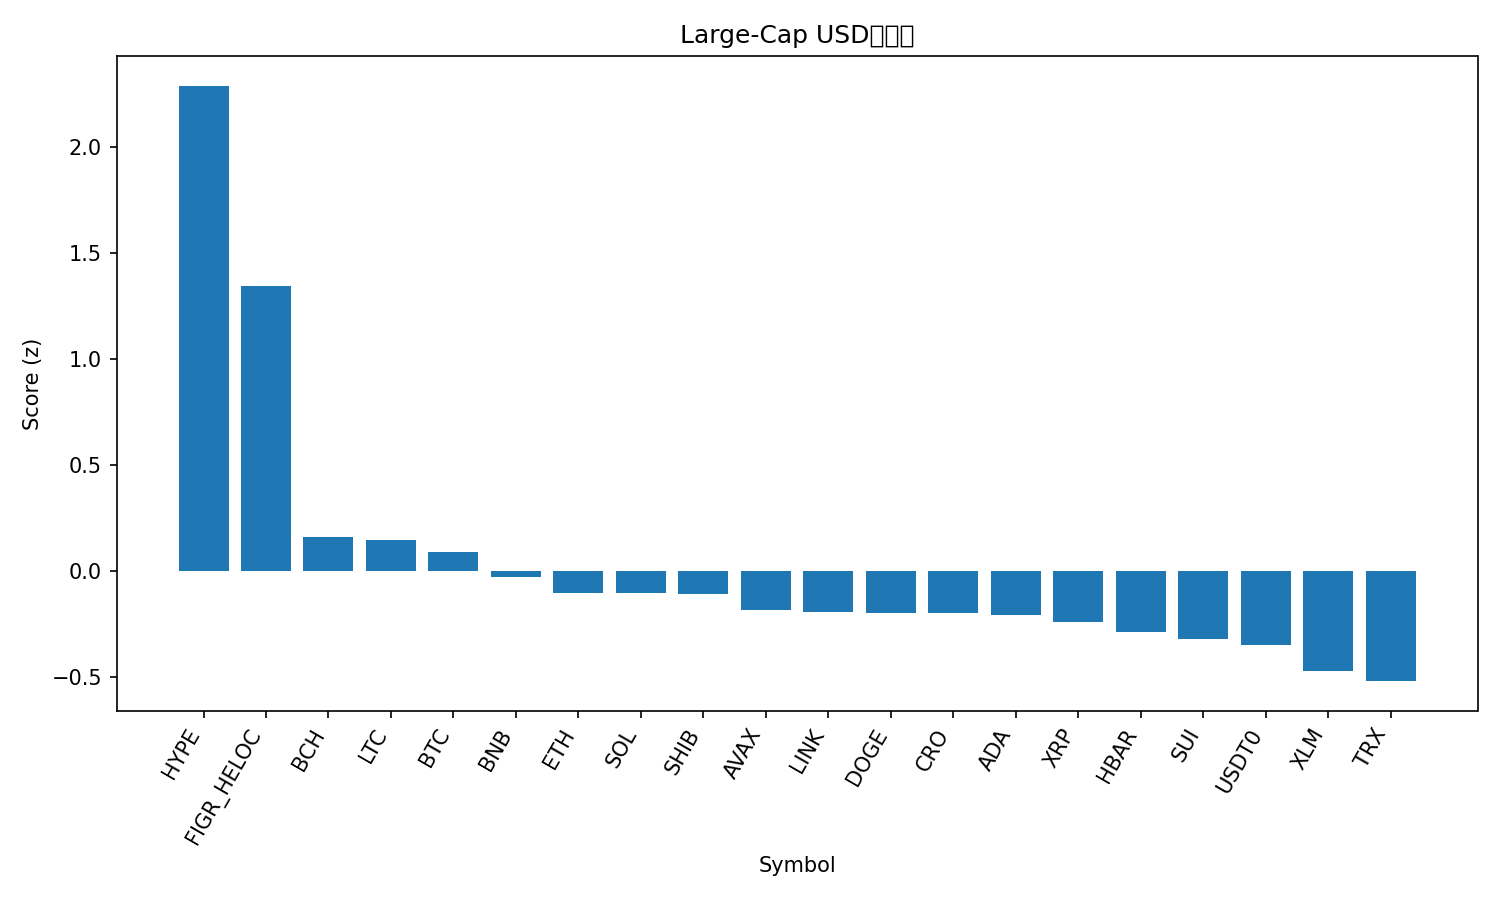 Large-Cap USD
Score (z)
2.0
1.5
1.0
0.5
0.0
−0.5
HYPE
FIGR_HELOC
BCH
LTC
BTC
BNB
ETH
SOL
SHIB
AVAX
LINK
DOGE
CRO
ADA
XRP
HBAR
SUI
USDT0
XLM
TRX
Symbol